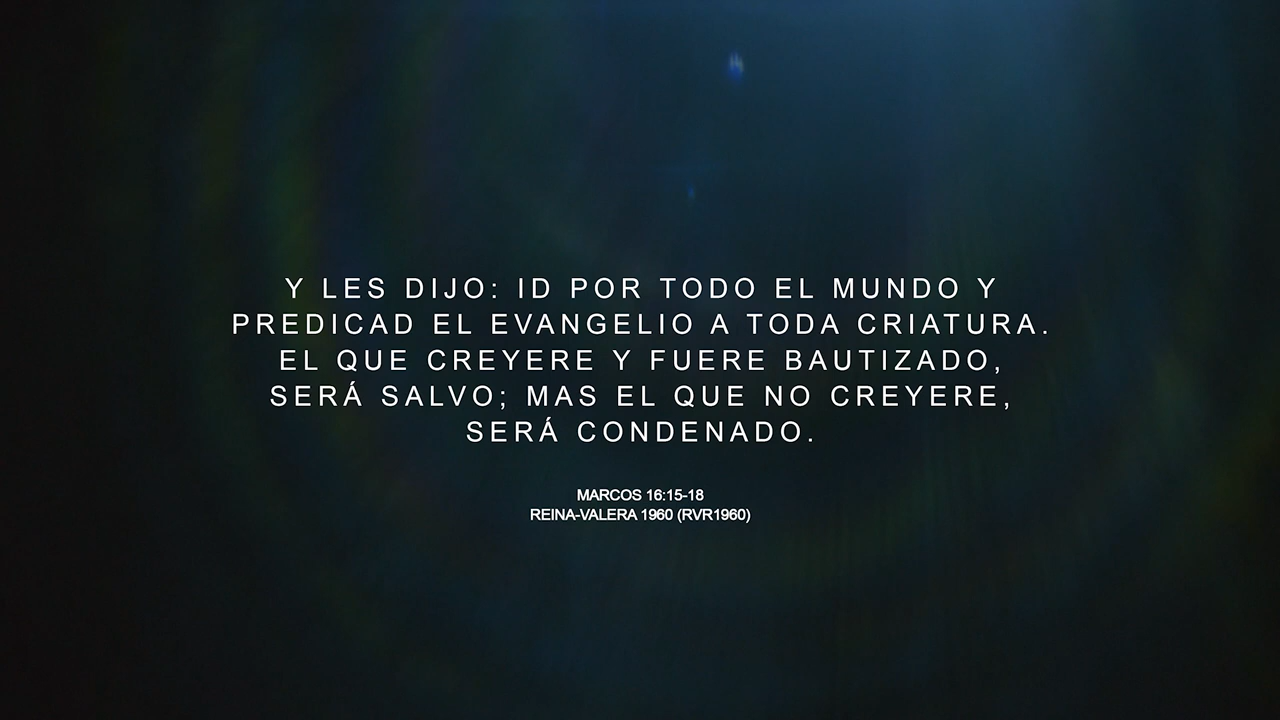 Y LES DIJO: ID POR TODO EL MUNDO Y
PREDICAD EL EVANGELIO A TODA CRIATURA.
EL QUE CREYERE Y FUERE BAUTIZADO,
SERÁ SALVO; MAS EL QUE NO CREYERE,
SERÁ CONDENADO.
MARCOS 16:15-18
REINA-VALERA 1960 (RVR1960)